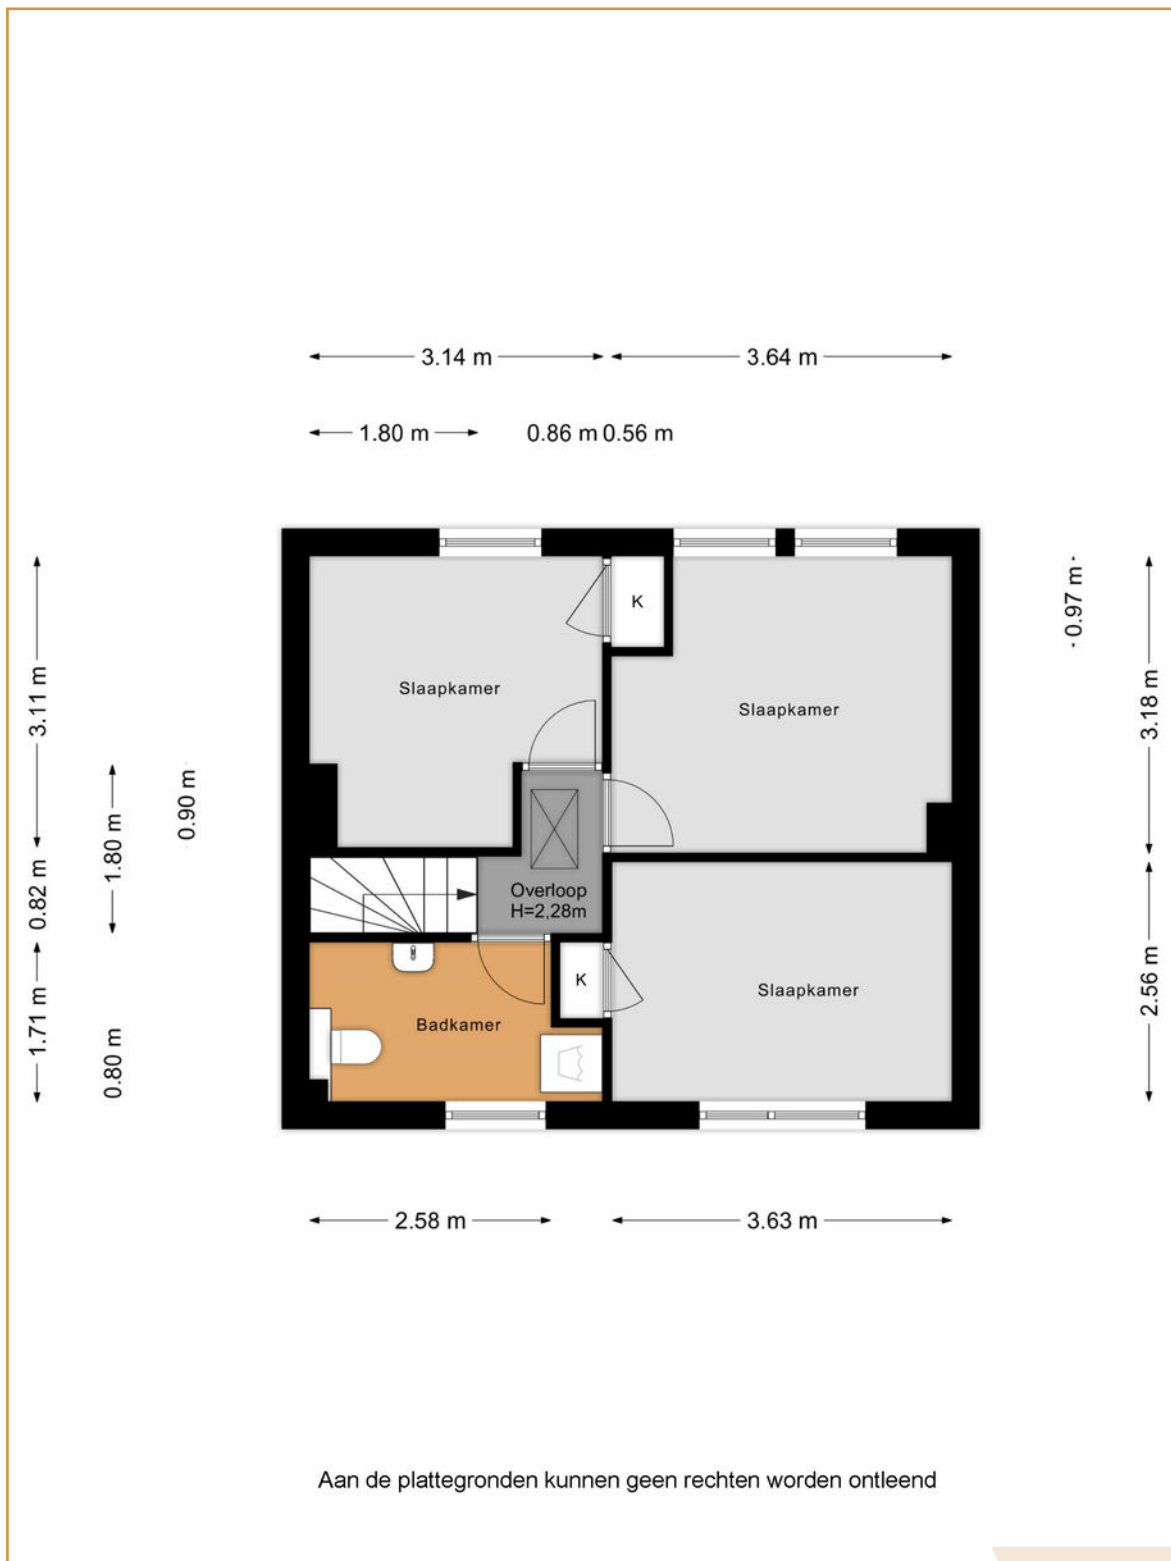 3.14 m 3.64 m
1.80 m 0.86 m 0.56 m
0.97 m
K
3.11 m
Slaapkamer
Slaapkamer
3.18 m
0.90 m
1.80 m
0.82 m
Overloop
H=2,28m
1.71 m
0.80 m
K
Badkamer
Slaapkamer
2.56 m
2.58 m 3.63 m
Aan de plattegronden kunnen geen rechten worden ontleend